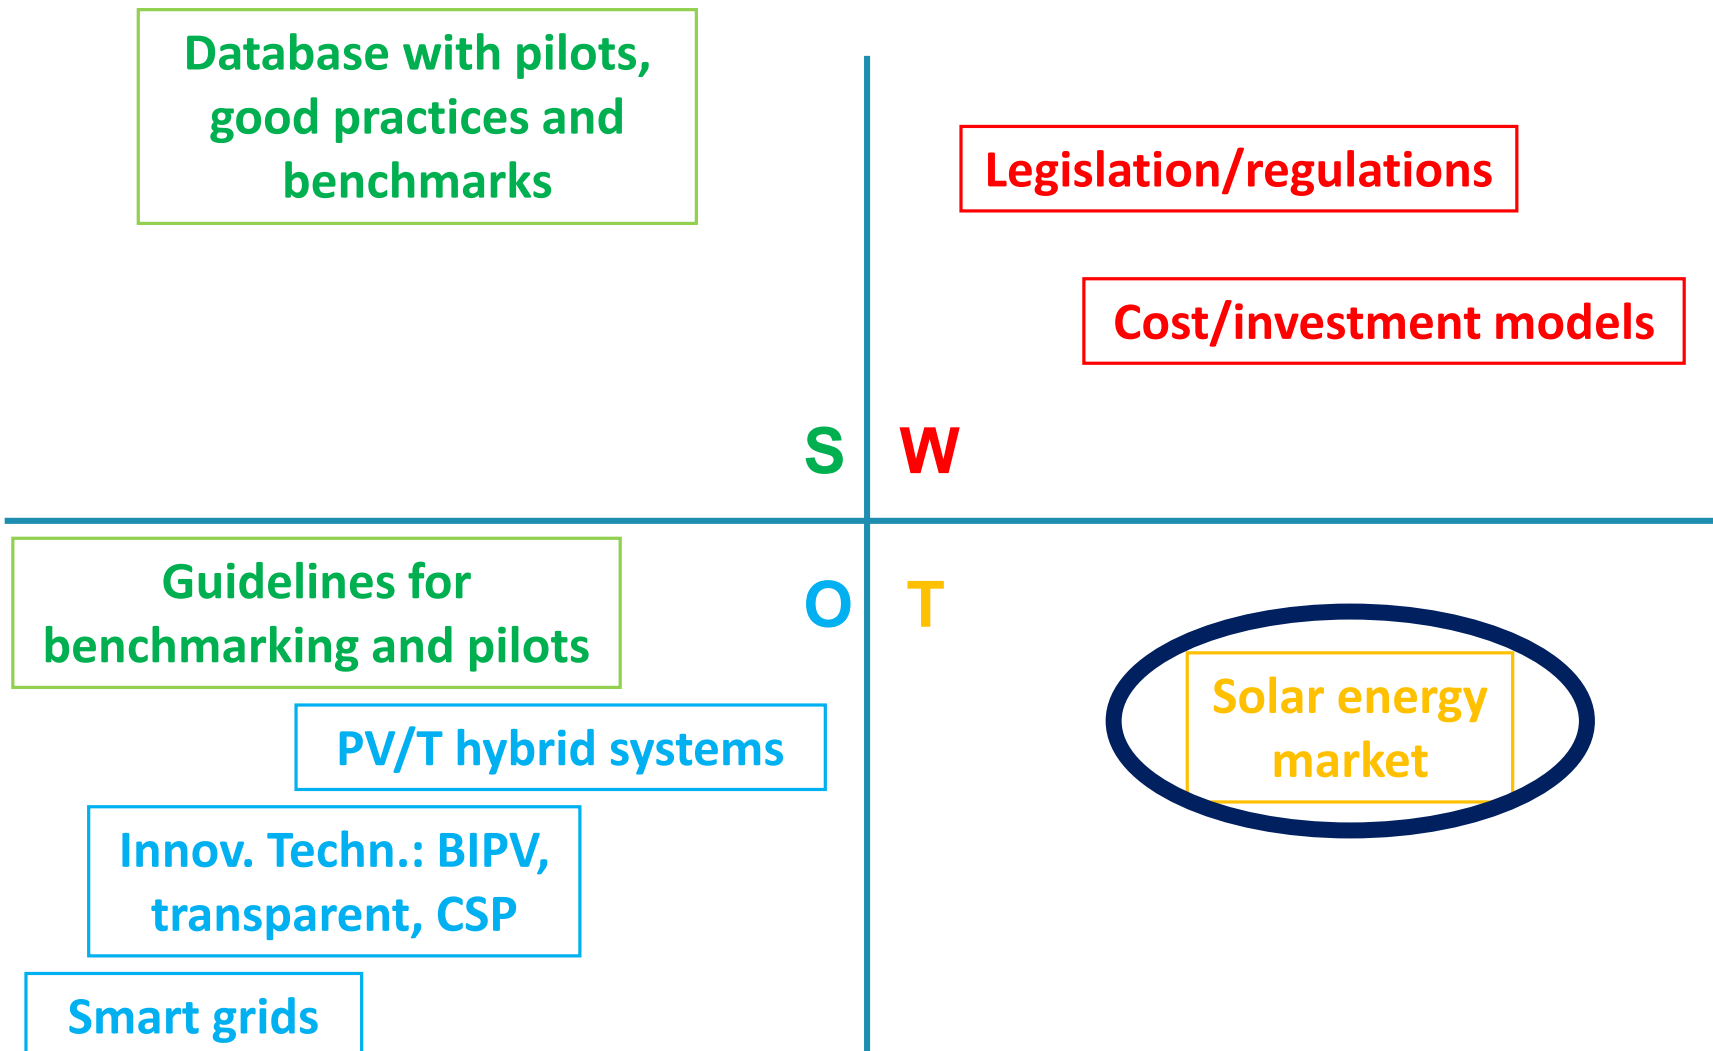 Database with pilots,
good practices and
benchmarks
Legislation/regulations
Cost/investment models
S
W
O
T
Guidelines for
benchmarking and pilots
PV/T hybrid systems
Innov. Techn.: BIPV,
transparent, CSP
Smart grids
Solar energy
market